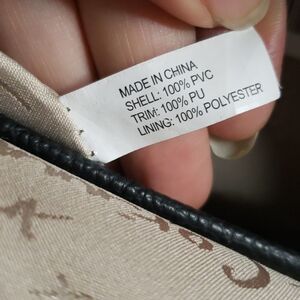 MADE IN CHINA
SHELL: 100% PVC
TRIM: 100% PU
LINING: 100% POLYESTER